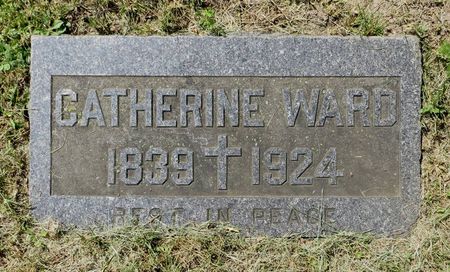 CATHERINE WARD
1839 ✝ 1924
REST IN PEACE